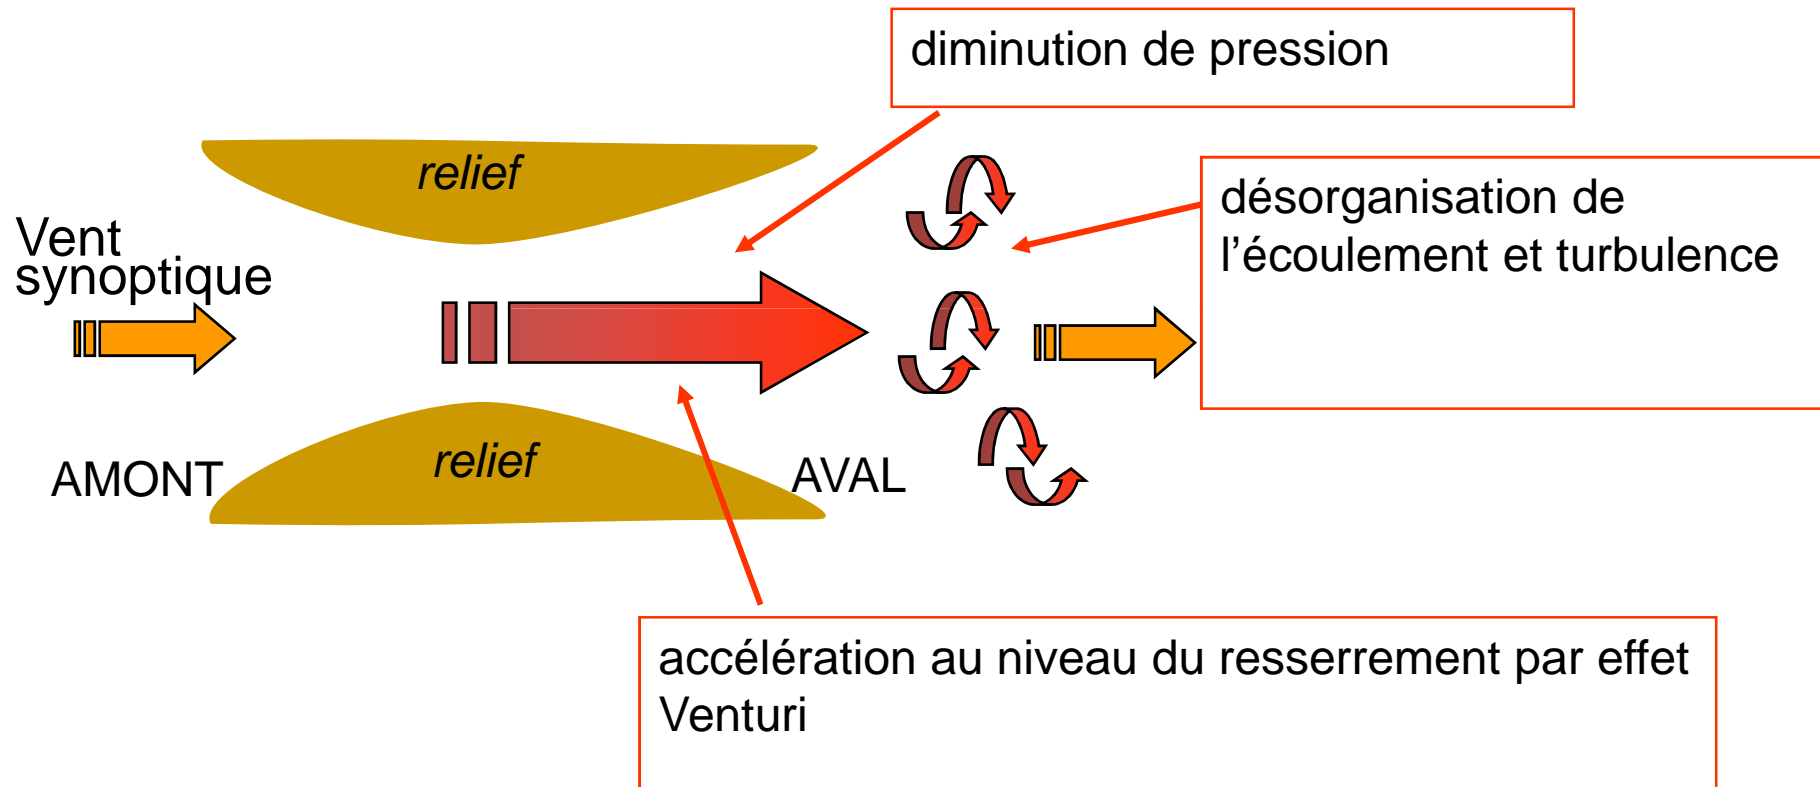 diminution de pression
relief
désorganisation de
l’écoulement et turbulence
Vent
synoptique
relief
AMONT
AVAL
accélération au niveau du resserrement par effet
Venturi